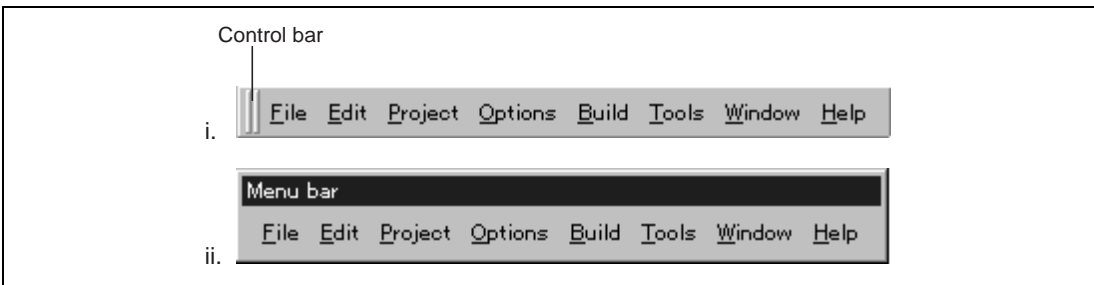 Control bar
i. File Edit Project Options Build Tools Window Help
Menu bar
ii. File Edit Project Options Build Tools Window Help